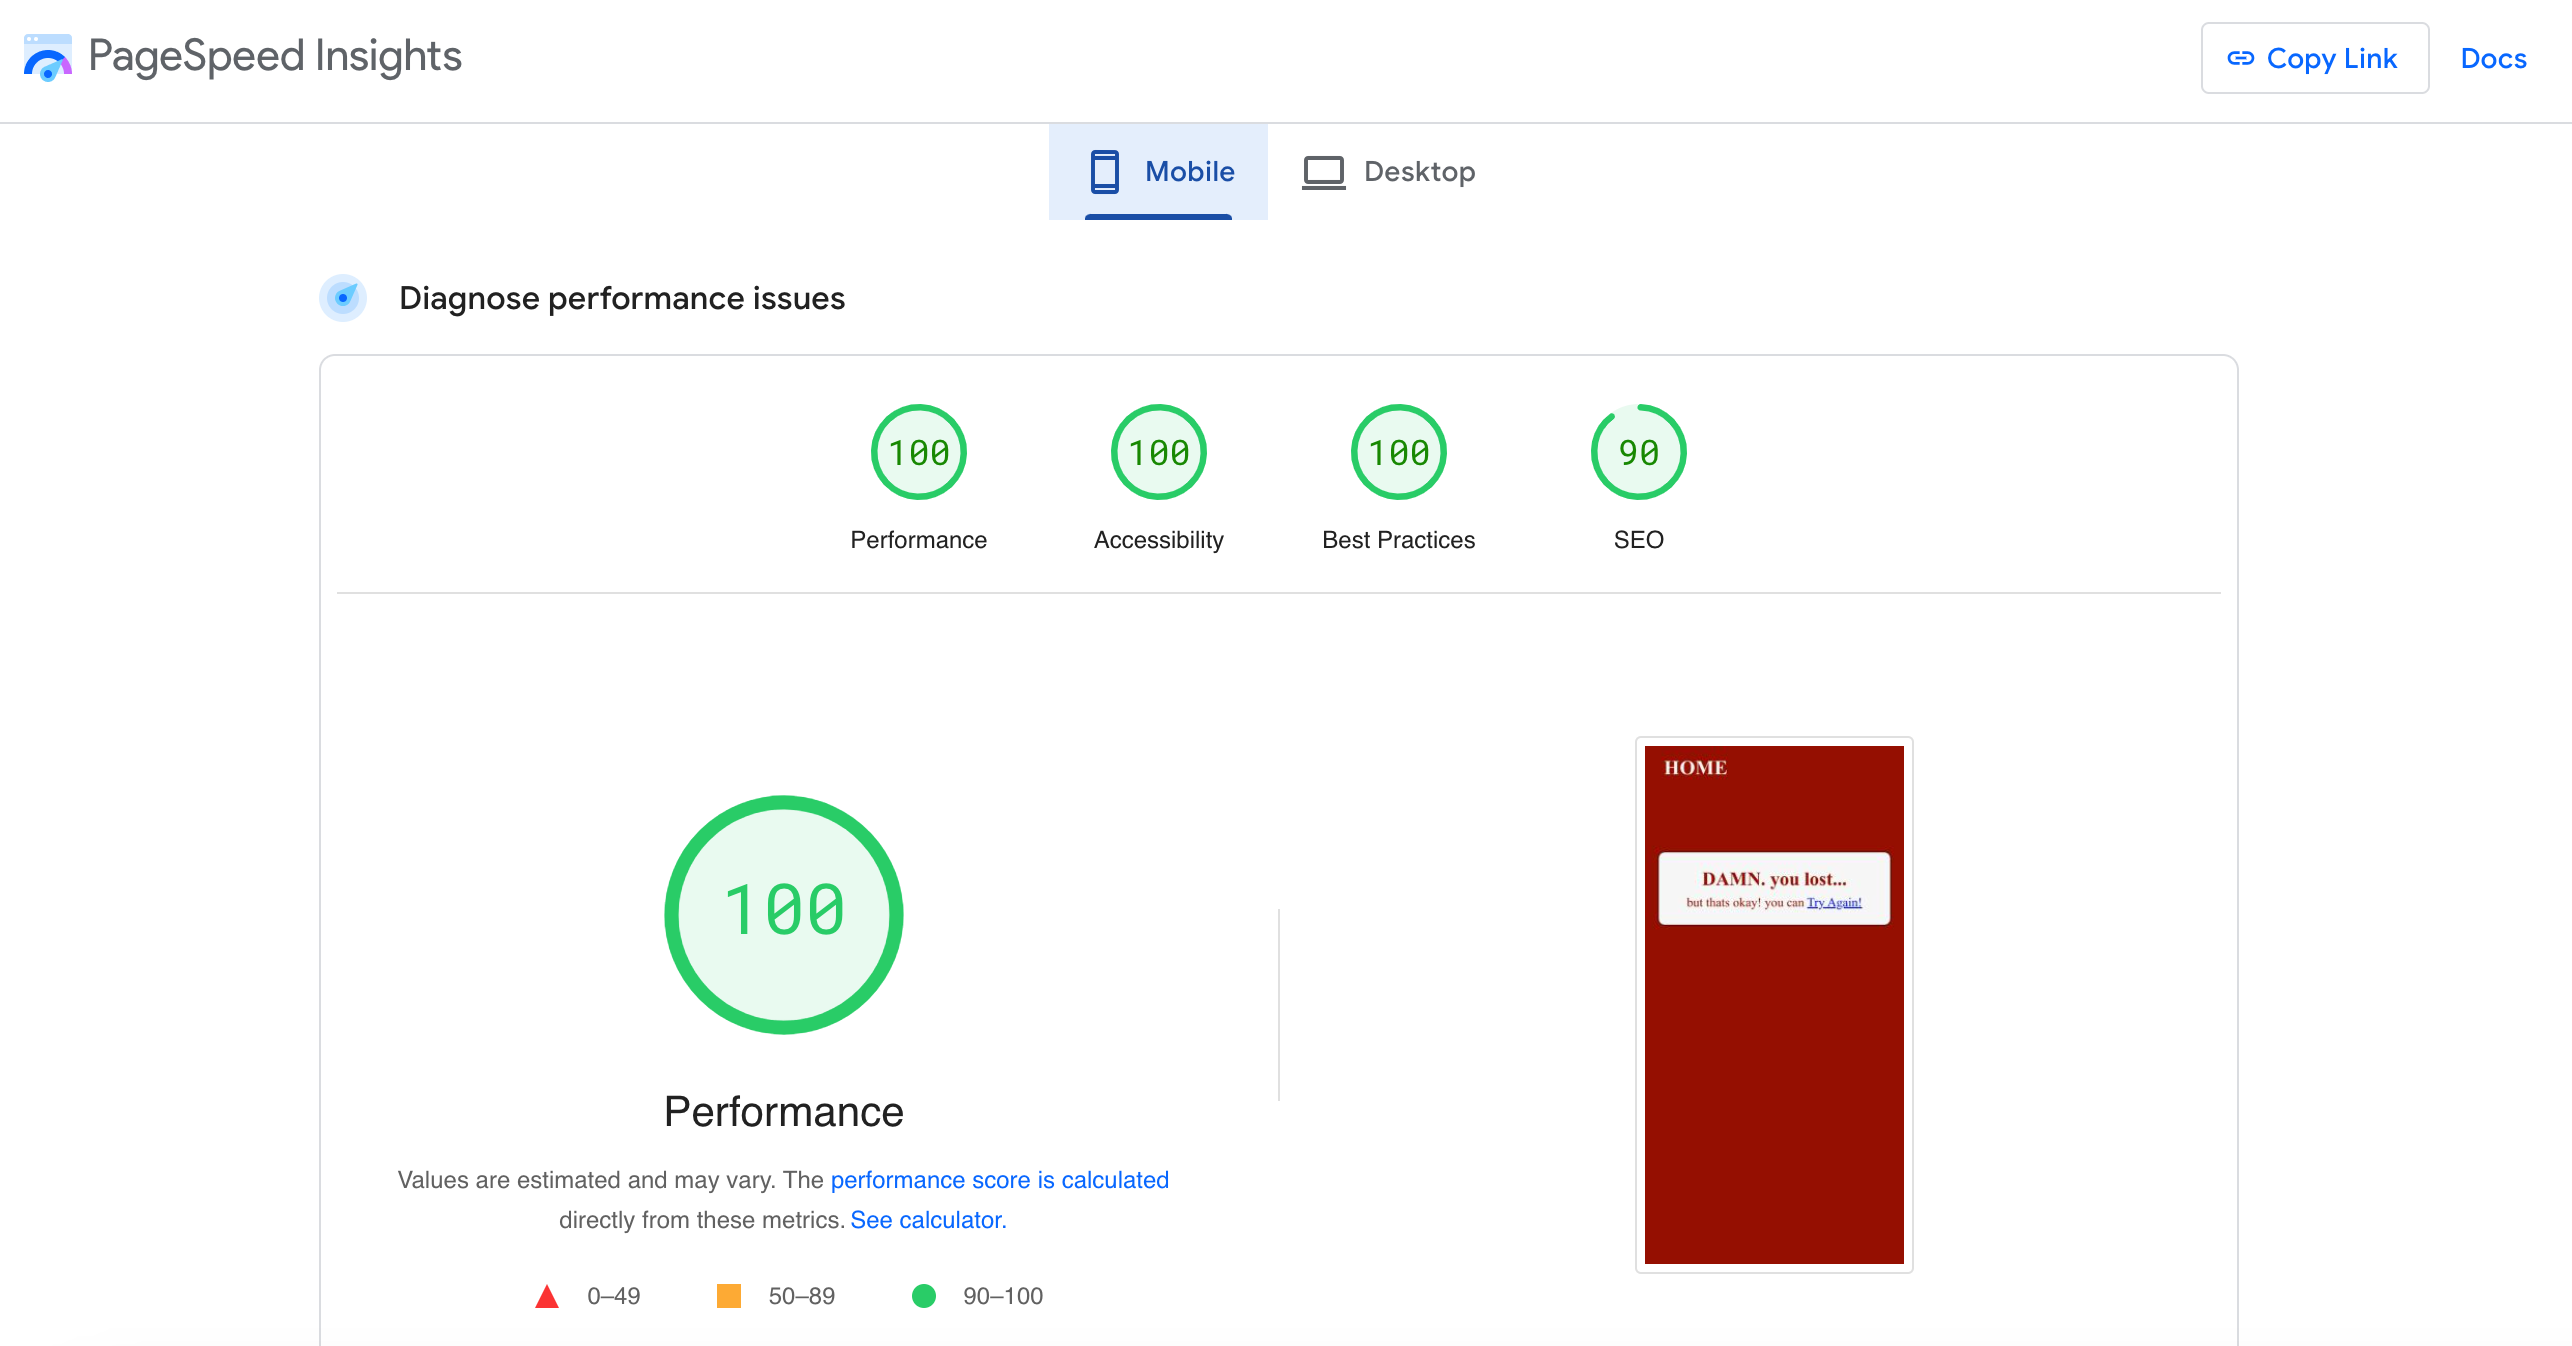 PageSpeed Insights
Copy Link
Docs
Mobile
Desktop
Diagnose performance issues
100
100
100
90
Performance
Accessibility
Best Practices
SEO
100
Performance
Values are estimated and may vary. The performance score is calculated
directly from these metrics. See calculator.
0–49
50–89
90–100
HOME
DAMN. you lost...
but thats okay! you can Try Again!